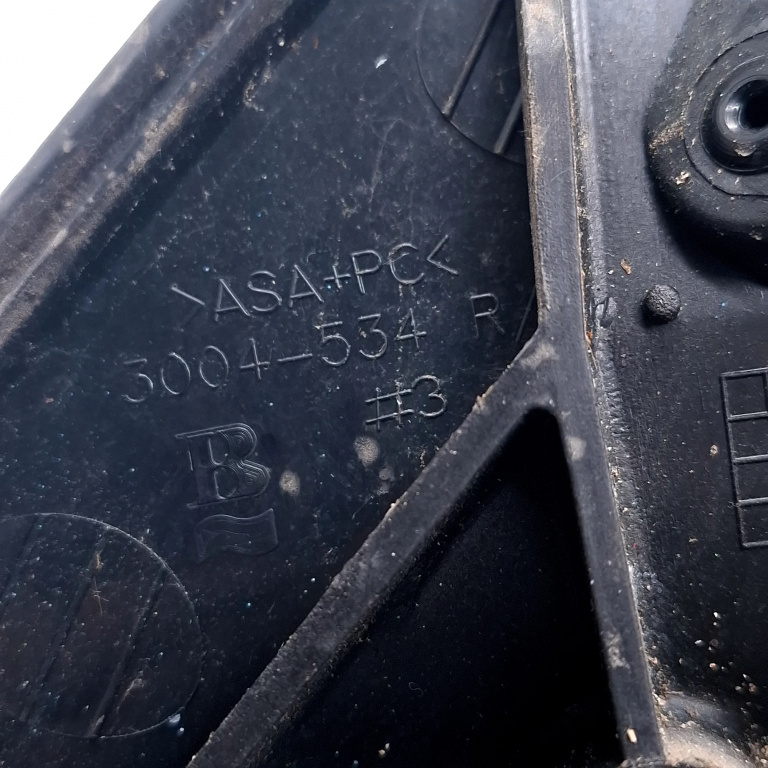 >ASA+PC<
3004-534 R/
#3
B